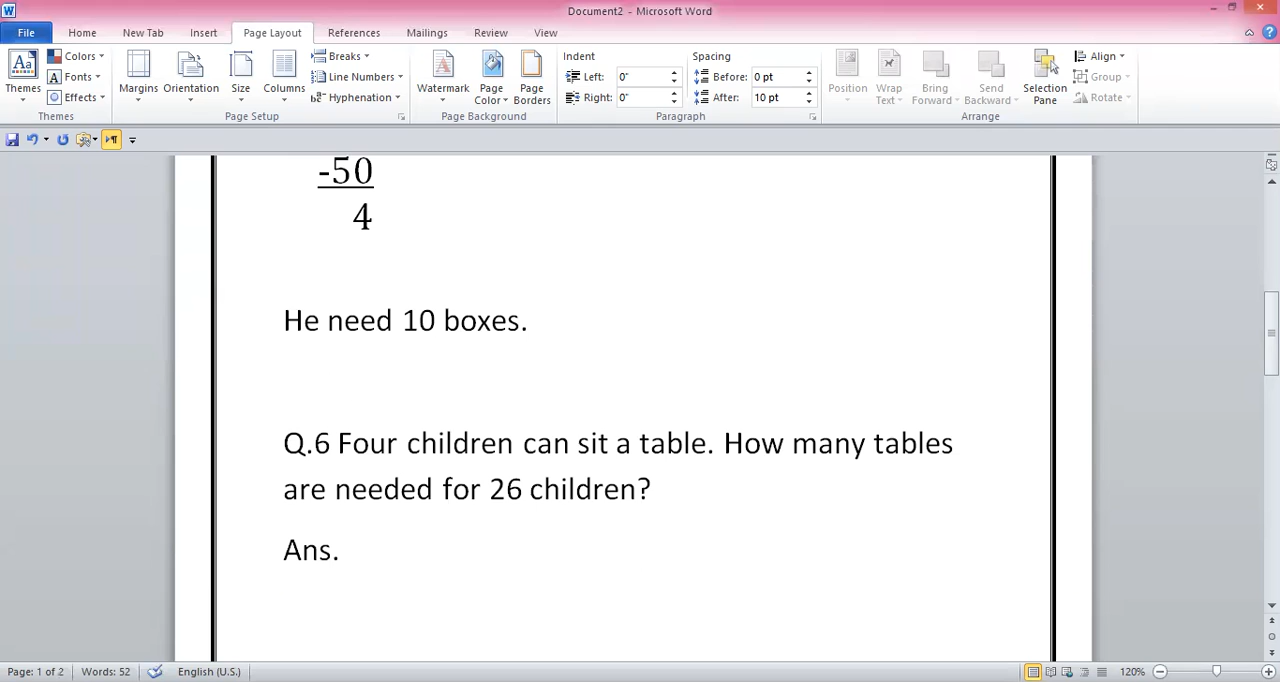 Document2 - Microsoft Word
File Home New Tab Insert Page Layout References Mailings Review View
Themes Colors Fonts Effects Themes
Margins Orientation Size Columns Breaks Line Numbers Hyphenation Page Setup
Watermark Page Color Page Borders Page Background
Indent Left: 0" Right: 0" Spacing Before: 0 pt After: 10 pt Paragraph
Position Wrap Text Bring Forward Send Backward Selection Pane Align Group Rotate Arrange
-50
4
He need 10 boxes.
Q.6 Four children can sit a table. How many tables
are needed for 26 children?
Ans.
Page: 1 of 2 Words: 52 English (U.S.) 120%